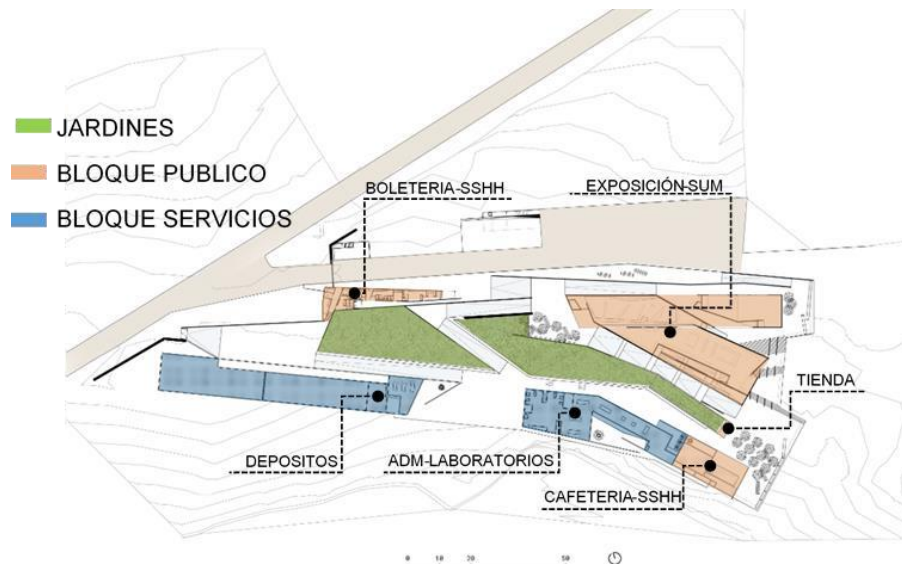 JARDINES
BLOQUE PUBLICO
BLOQUE SERVICIOS
BOLETERIA-SSHH
EXPOSICIÓN-SUM
TIENDA
DEPOSITOS
ADM-LABORATORIOS
CAFETERIA-SSHH
0 10 20 50